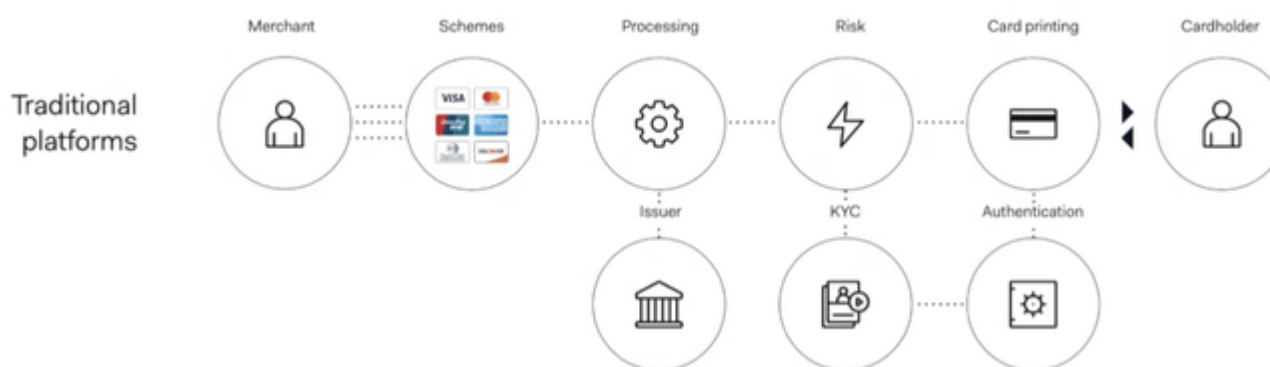 Merchant
Schemes
Processing
Risk
Card printing
Cardholder
Traditional
platforms
VISA
Issuer
KYC
Authentication